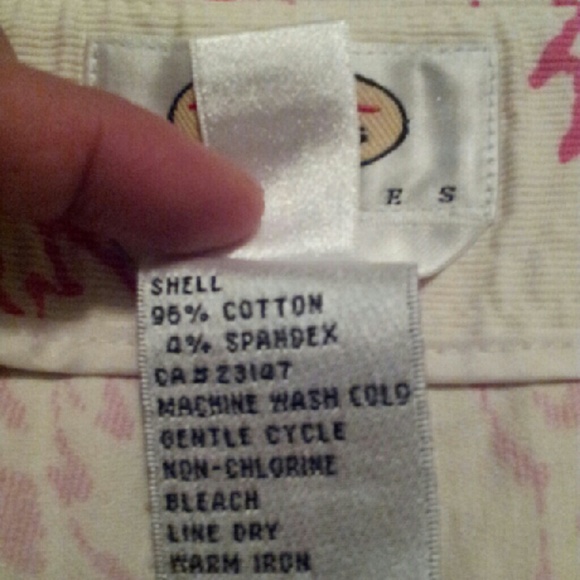 E S
SHELL
96% COTTON
4% SPANDEX
CA# 23147
MACHINE WASH COLD
GENTLE CYCLE
NON-CHLORINE
BLEACH
LINE DRY
WARM IRON